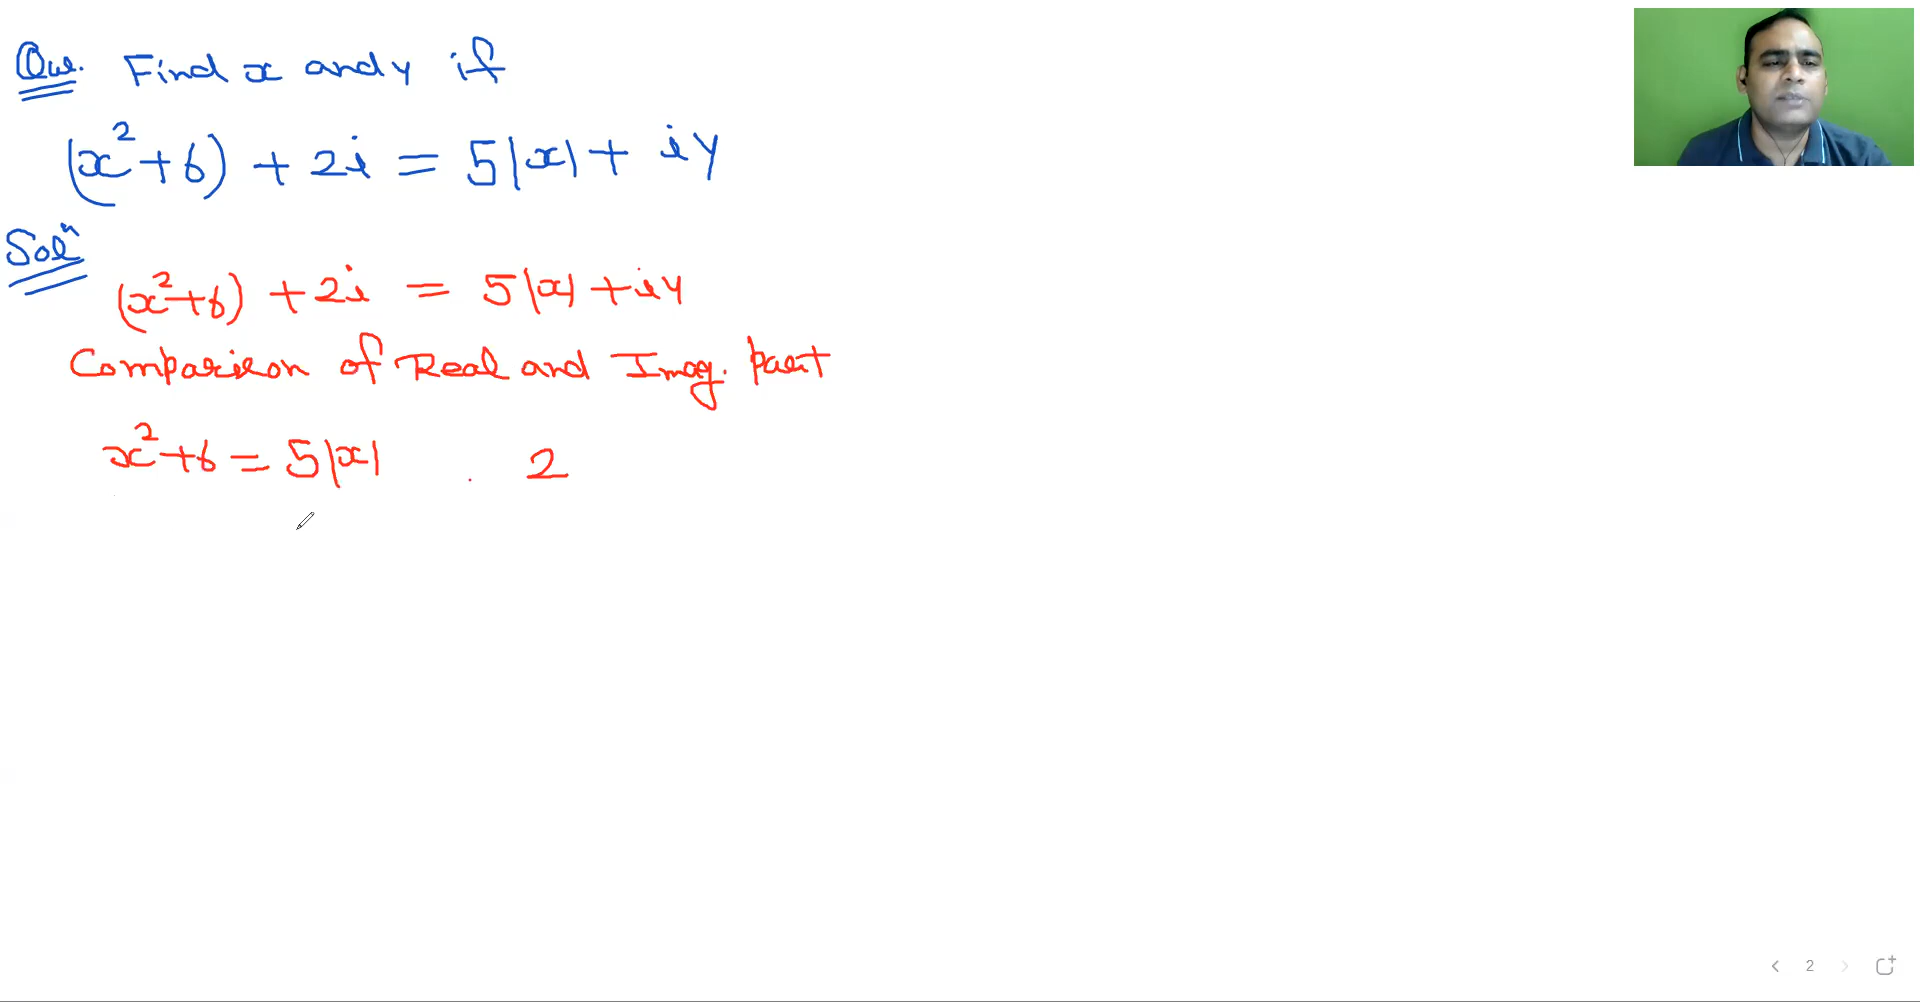 Que. Find x and y if
(x²+6) + 2i = 5|x| + iy
Solⁿ
(x²+6) + 2i = 5|x| + iy
Comparison of Real and Imag. part
x²+6 = 5|x| . 2
2